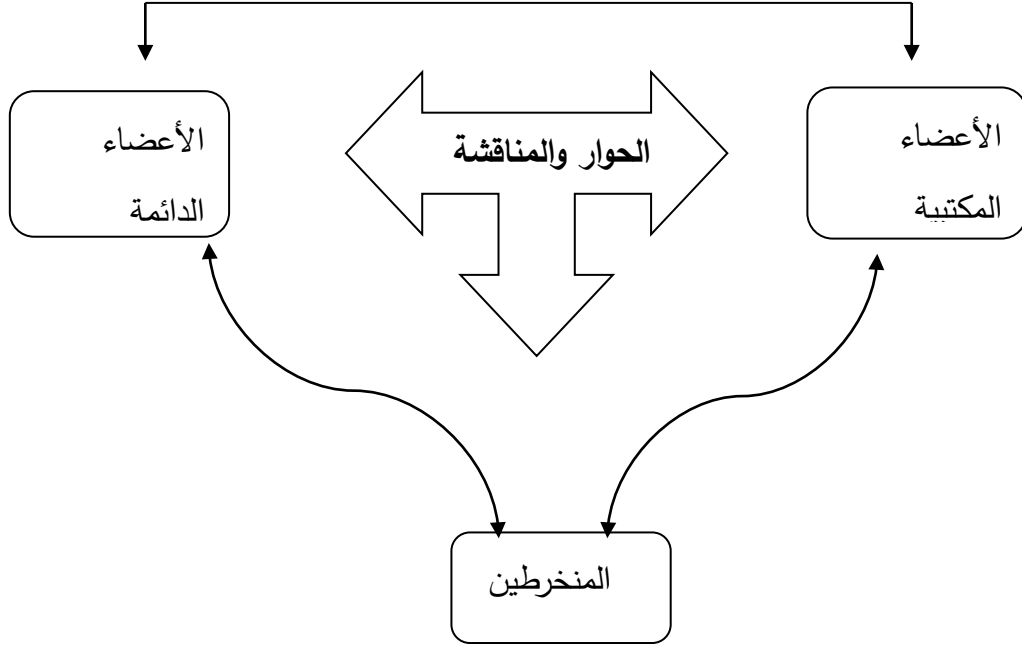 الأعضاء
المكتبية
الحوار والمناقشة
الأعضاء
الدائمة
المنخرطين